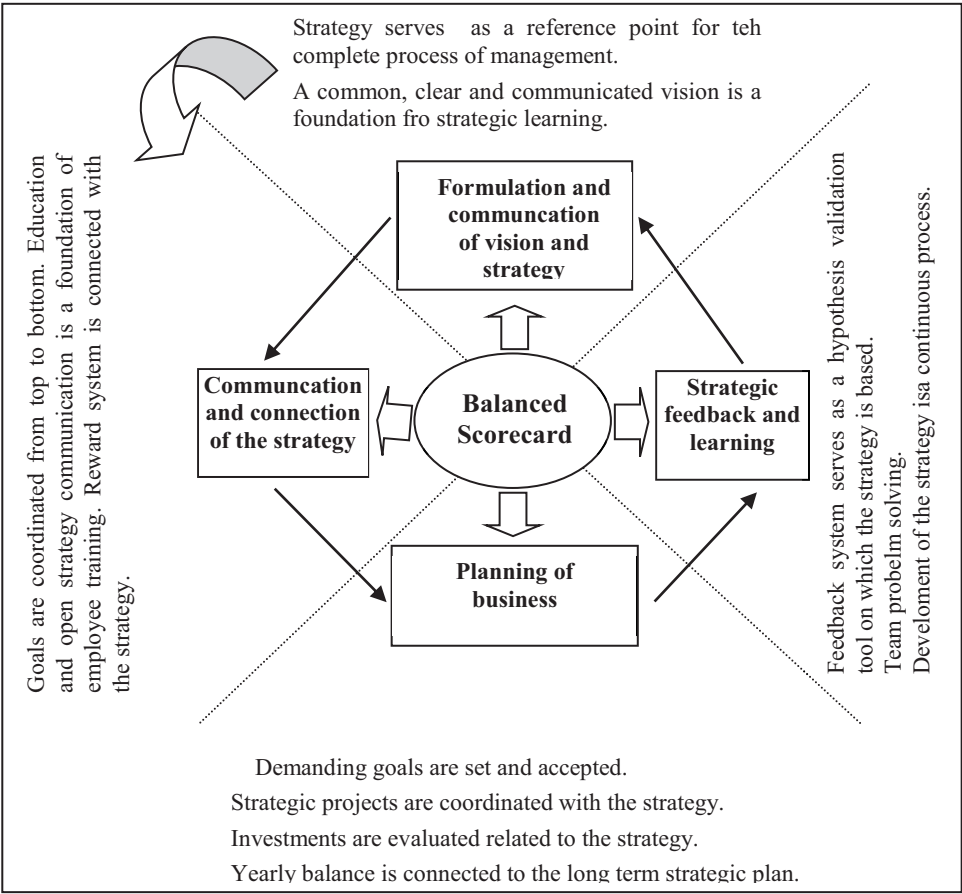 Strategy serves as a reference point for teh
complete process of management.
A common, clear and communicated vision is a
foundation fro strategic learning.
Goals are coordinated from top to bottom. Education
and open strategy communication is a foundation of
employee training. Reward system is connected with
the strategy.
Formulation and
communcation
of vision and
strategy
Communcation
and connection
of the strategy
Balanced
Scorecard
Strategic
feedback and
learning
Planning of
business
Feedback system serves as a hypothesis validation
tool on which the strategy is based.
Team probelm solving.
Develoment of the strategy isa continuous process.
Demanding goals are set and accepted.
Strategic projects are coordinated with the strategy.
Investments are evaluated related to the strategy.
Yearly balance is connected to the long term strategic plan.